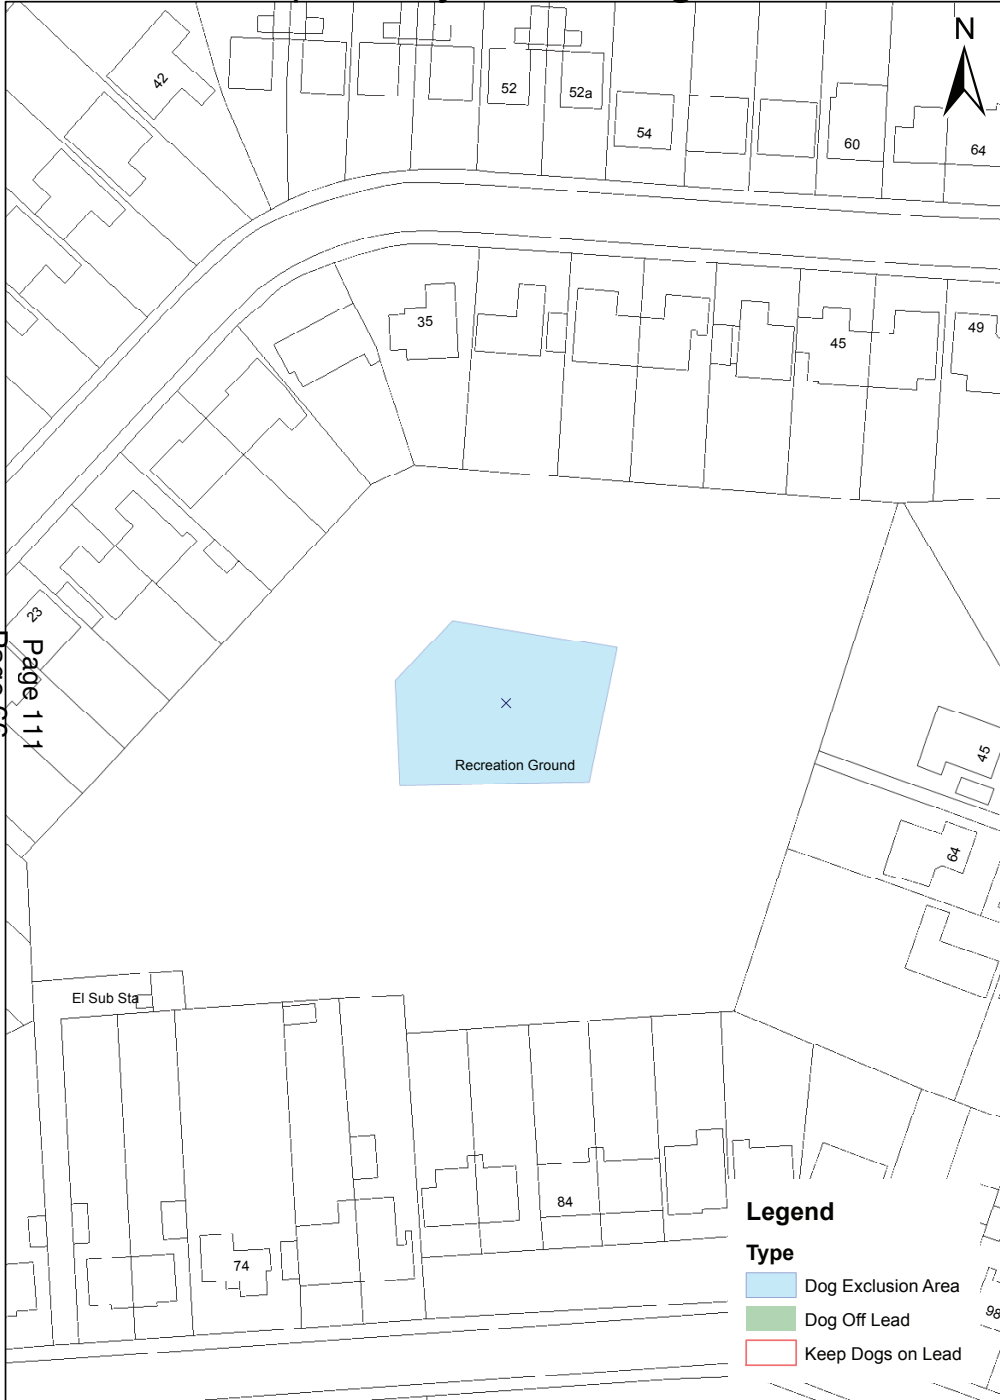 N
42
52
52a
54
60
64
35
45
49
23
Page 111
45
Recreation Ground
64
El Sub Sta
84
74
Legend
Type
Dog Exclusion Area
Dog Off Lead
Keep Dogs on Lead
98